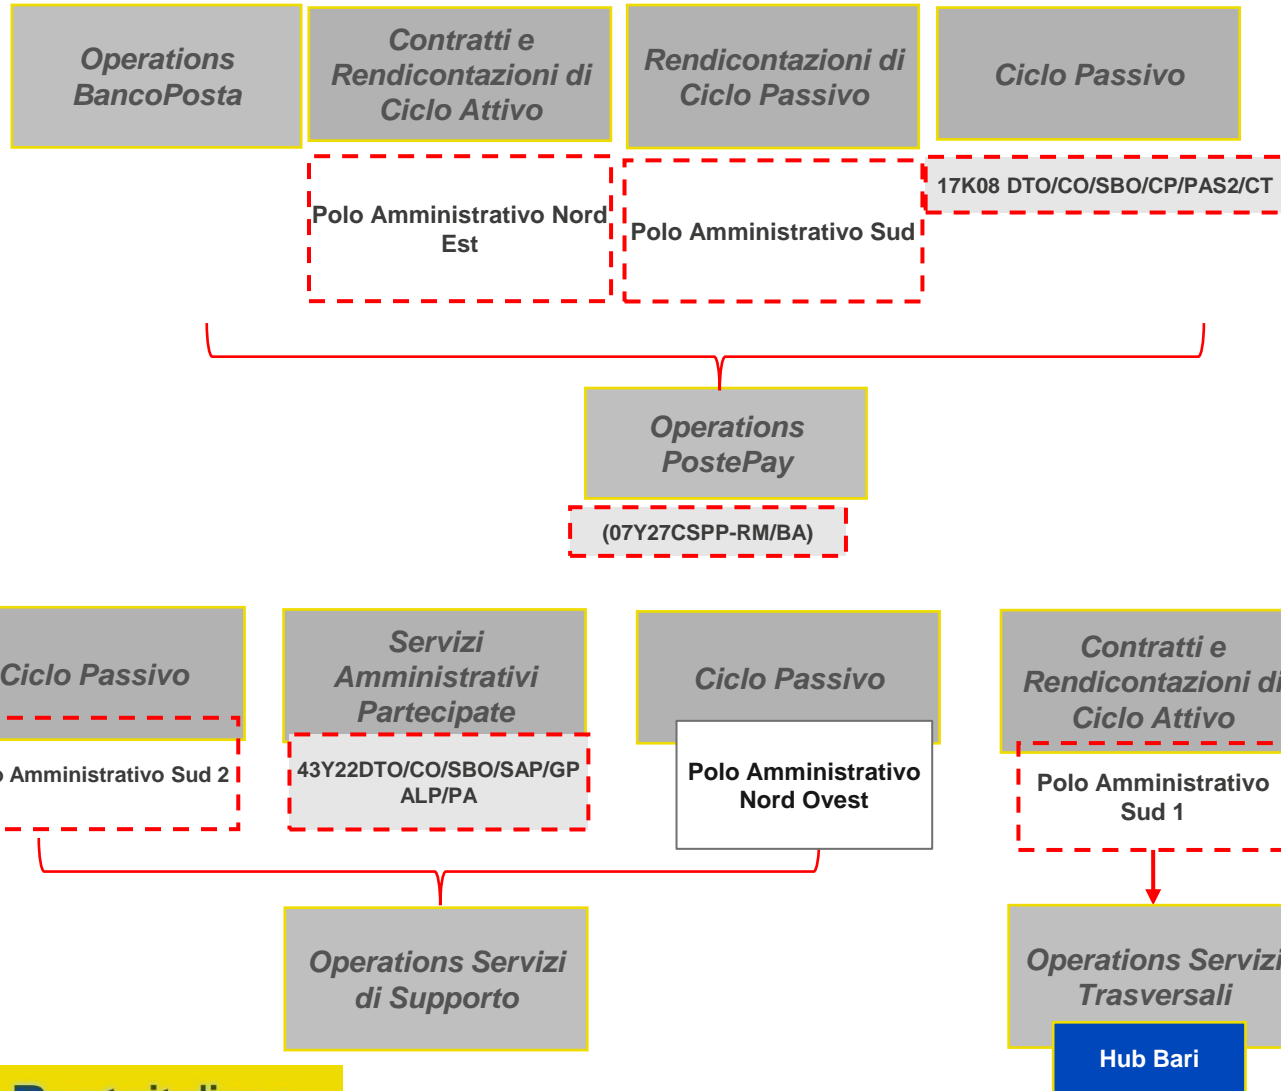 Operations
BancoPosta
Contratti e
Rendicontazioni di
Ciclo Attivo
Rendicontazioni di
Ciclo Passivo
Ciclo Passivo
Polo Amministrativo Nord
Est
Polo Amministrativo Sud
17K08 DTO/CO/SBO/CP/PAS2/CT
Operations
PostePay
(07Y27CSPP-RM/BA)
Ciclo Passivo
Servizi
Amministrativi
Partecipate
Ciclo Passivo
Contratti e
Rendicontazioni di
Ciclo Attivo
Amministrativo Sud 2
43Y22DTO/CO/SBO/SAP/GP
ALP/PA
Polo Amministrativo
Nord Ovest
Polo Amministrativo
Sud 1
Operations Servizi
di Supporto
Operations Servizi
Trasversali
Hub Bari